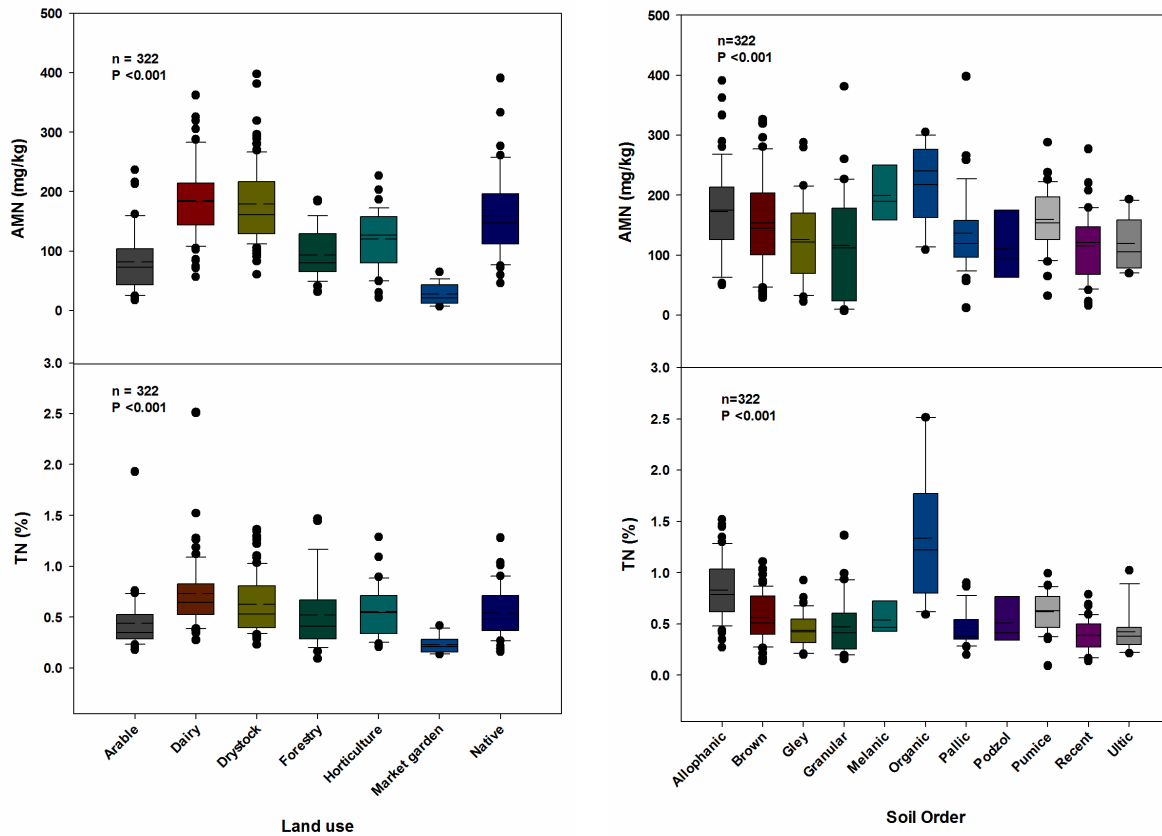 500
400
300
200
100
0
AMN (mg/kg)
n = 322
P <0.001
3.0
2.5
2.0
1.5
1.0
0.5
0.0
TN (%)
n = 322
P <0.001
Arable
Dairy
Drystock
Forestry
Horticulture
Market garden
Native
Land use
500
400
300
200
100
0
AMN (mg/kg)
n=322
P <0.001
3.0
2.5
2.0
1.5
1.0
0.5
0.0
TN (%)
n=322
P <0.001
Allophanic
Brown
Gley
Granular
Melanic
Organic
Pallic
Podzol
Pumice
Recent
Ultic
Soil Order